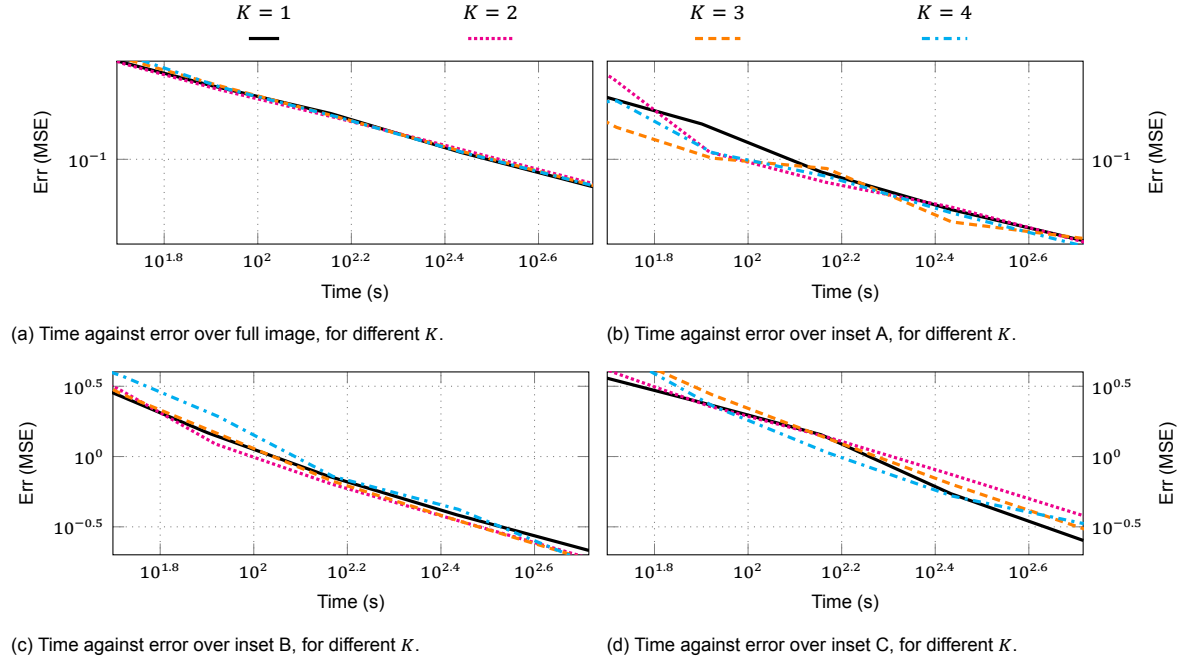 K = 1 K = 2 K = 3 K = 4
Err (MSE)
10^-1
10^1.8 10^2 10^2.2 10^2.4 10^2.6
Time (s)
(a) Time against error over full image, for different K.
10^-1
Err (MSE)
10^1.8 10^2 10^2.2 10^2.4 10^2.6
Time (s)
(b) Time against error over inset A, for different K.
Err (MSE)
10^0.5
10^0
10^-0.5
10^1.8 10^2 10^2.2 10^2.4 10^2.6
Time (s)
(c) Time against error over inset B, for different K.
10^0.5
10^0
10^-0.5
Err (MSE)
10^1.8 10^2 10^2.2 10^2.4 10^2.6
Time (s)
(d) Time against error over inset C, for different K.